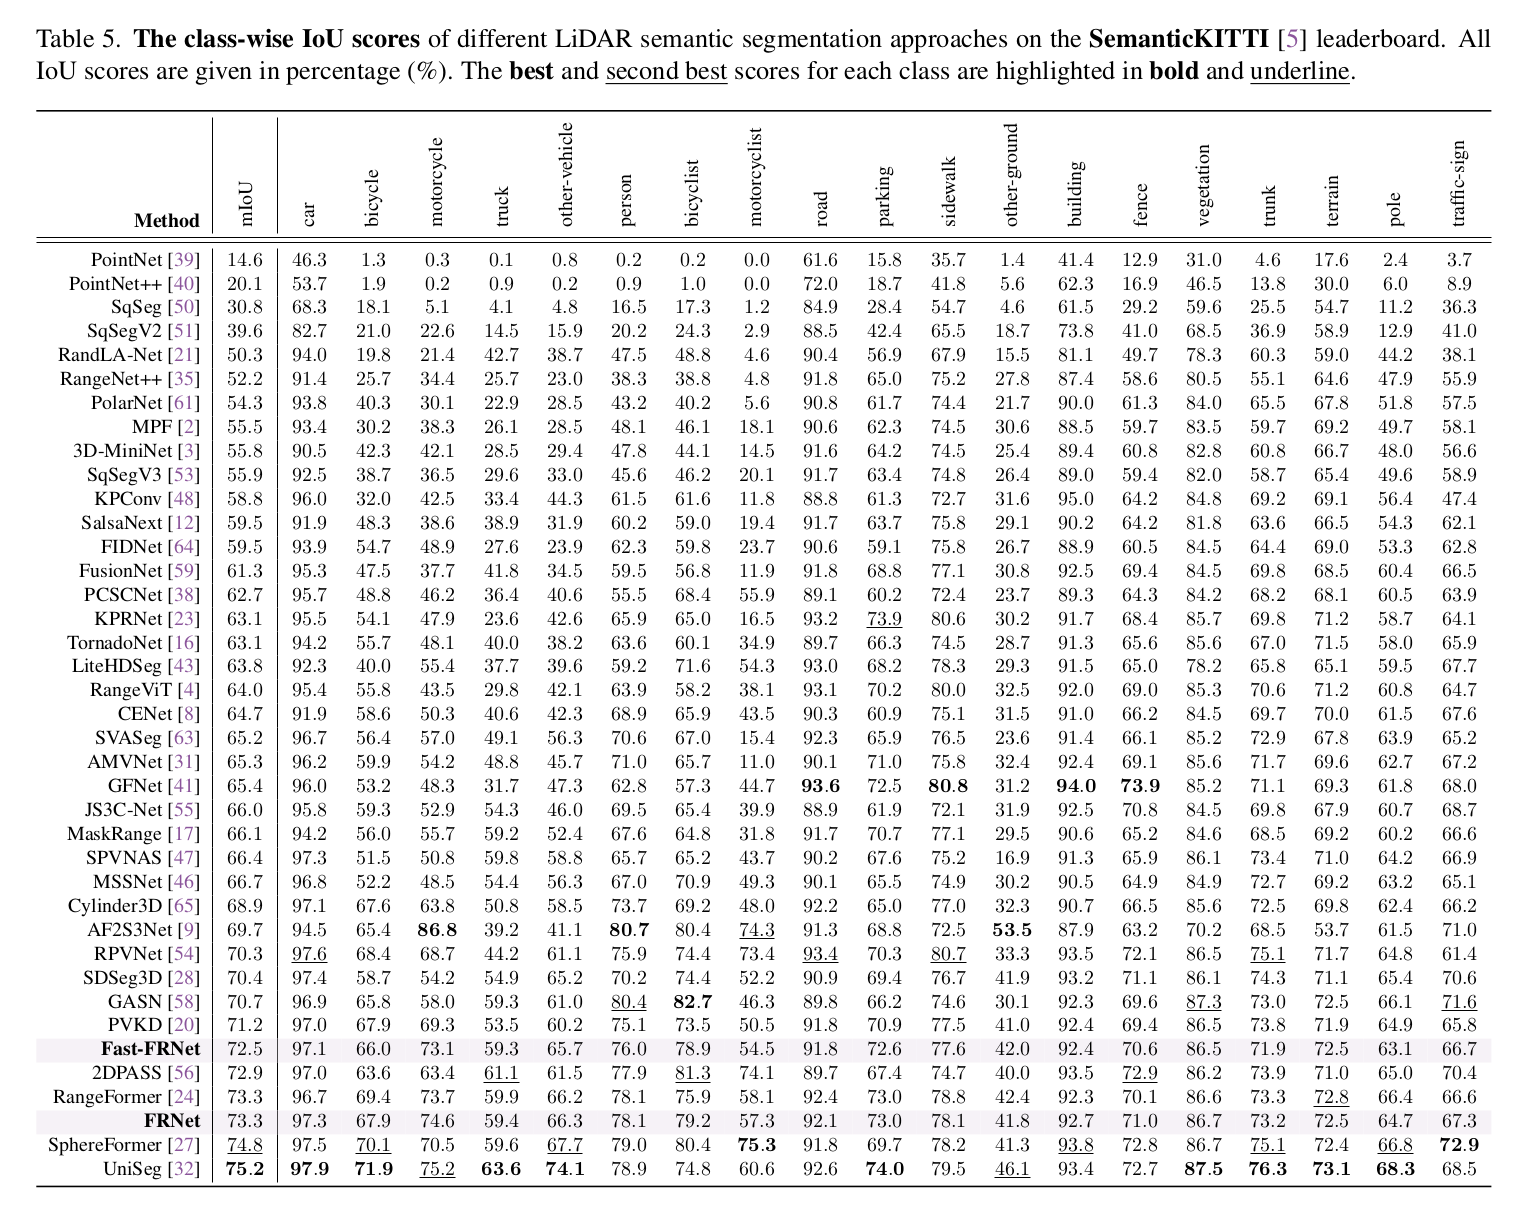 Table 5. The class-wise IoU scores of different LiDAR semantic segmentation approaches on the SemanticKITTI [5] leaderboard. All
IoU scores are given in percentage (%). The best and second best scores for each class are highlighted in bold and underline.
Method mIoU car bicycle motorcycle truck other-vehicle person bicyclist motorcyclist road parking sidewalk other-ground building fence vegetation trunk terrain pole traffic-sign
PointNet [39] 14.6 46.3 1.3 0.3 0.1 0.8 0.2 0.2 0.0 61.6 15.8 35.7 1.4 41.4 12.9 31.0 4.6 17.6 2.4 3.7
PointNet++ [40] 20.1 53.7 1.9 0.2 0.9 0.2 0.9 1.0 0.0 72.0 18.7 41.8 5.6 62.3 16.9 46.5 13.8 30.0 6.0 8.9
SqSeg [50] 30.8 68.3 18.1 5.1 4.1 4.8 16.5 17.3 1.2 84.9 28.4 54.7 4.6 61.5 29.2 59.6 25.5 54.7 11.2 36.3
SqSegV2 [51] 39.6 82.7 21.0 22.6 14.5 15.9 20.2 24.3 2.9 88.5 42.4 65.5 18.7 73.8 41.0 68.5 36.9 58.9 12.9 41.0
RandLA-Net [21] 50.3 94.0 19.8 21.4 42.7 38.7 47.5 48.8 4.6 90.4 56.9 67.9 15.5 81.1 49.7 78.3 60.3 59.0 44.2 38.1
RangeNet++ [35] 52.2 91.4 25.7 34.4 25.7 23.0 38.3 38.8 4.8 91.8 65.0 75.2 27.8 87.4 58.6 80.5 55.1 64.6 47.9 55.9
PolarNet [61] 54.3 93.8 40.3 30.1 22.9 28.5 43.2 40.2 5.6 90.8 61.7 74.4 21.7 90.0 61.3 84.0 65.5 67.8 51.8 57.5
MPF [2] 55.5 93.4 30.2 38.3 26.1 28.5 48.1 46.1 18.1 90.6 62.3 74.5 30.6 88.5 59.7 83.5 59.7 69.2 49.7 58.1
3D-MiniNet [3] 55.8 90.5 42.3 42.1 28.5 29.4 47.8 44.1 14.5 91.6 64.2 74.5 25.4 89.4 60.8 82.8 60.8 66.7 48.0 56.6
SqSegV3 [53] 55.9 92.5 38.7 36.5 29.6 33.0 45.6 46.2 20.1 91.7 63.4 74.8 26.4 89.0 59.4 82.0 58.7 65.4 49.6 58.9
KPConv [48] 58.8 96.0 32.0 42.5 33.4 44.3 61.5 61.6 11.8 88.8 61.3 72.7 31.6 95.0 64.2 84.8 69.2 69.1 56.4 47.4
SalsaNext [12] 59.5 91.9 48.3 38.6 38.9 31.9 60.2 59.0 19.4 91.7 63.7 75.8 29.1 90.2 64.2 81.8 63.6 66.5 54.3 62.1
FIDNet [64] 59.5 93.9 54.7 48.9 27.6 23.9 62.3 59.8 23.7 90.6 59.1 75.8 26.7 88.9 60.5 84.5 64.4 69.0 53.3 62.8
FusionNet [59] 61.3 95.3 47.5 37.7 41.8 34.5 59.5 56.8 11.9 91.8 68.8 77.1 30.8 92.5 69.4 84.5 69.8 68.5 60.4 66.5
PCSCNet [38] 62.7 95.7 48.8 46.2 36.4 40.6 55.5 68.4 55.9 89.1 60.2 72.4 23.7 89.3 64.3 84.2 68.2 68.1 60.5 63.9
KPRNet [23] 63.1 95.5 54.1 47.9 23.6 42.6 65.9 65.0 16.5 93.2 73.9 80.6 30.2 91.7 68.4 85.7 69.8 71.2 58.7 64.1
TornadoNet [16] 63.1 94.2 55.7 48.1 40.0 38.2 63.6 60.1 34.9 89.7 66.3 74.5 28.7 91.3 65.6 85.6 67.0 71.5 58.0 65.9
LiteHDSeg [43] 63.8 92.3 40.0 55.4 37.7 39.6 59.2 71.6 54.3 93.0 68.2 78.3 29.3 91.5 65.0 78.2 65.8 65.1 59.5 67.7
RangeViT [4] 64.0 95.4 55.8 43.5 29.8 42.1 63.9 58.2 38.1 93.1 70.2 80.0 32.5 92.0 69.0 85.3 70.6 71.2 60.8 64.7
CENet [8] 64.7 91.9 58.6 50.3 40.6 42.3 68.9 65.9 43.5 90.3 60.9 75.1 31.5 91.0 66.2 84.5 69.7 70.0 61.5 67.6
SVASeg [63] 65.2 96.7 56.4 57.0 49.1 56.3 70.6 67.0 15.4 92.3 65.9 76.5 23.6 91.4 66.1 85.2 72.9 67.8 63.9 65.2
AMVNet [31] 65.3 96.2 59.9 54.2 48.8 45.7 71.0 65.7 11.0 90.1 71.0 75.8 32.4 92.4 69.1 85.6 71.7 69.6 62.7 67.2
GFNet [41] 65.4 96.0 53.2 48.3 31.7 47.3 62.8 57.3 44.7 93.6 72.5 80.8 31.2 94.0 73.9 85.2 71.1 69.3 61.8 68.0
JS3C-Net [55] 66.0 95.8 59.3 52.9 54.3 46.0 69.5 65.4 39.9 88.9 61.9 72.1 31.9 92.5 70.8 84.5 69.8 67.9 60.7 68.7
MaskRange [17] 66.1 94.2 56.0 55.7 59.2 52.4 67.6 64.8 31.8 91.7 70.7 77.1 29.5 90.6 65.2 84.6 68.5 69.2 60.2 66.6
SPVNAS [47] 66.4 97.3 51.5 50.8 59.8 58.8 65.7 65.2 43.7 90.2 67.6 75.2 16.9 91.3 65.9 86.1 73.4 71.0 64.2 66.9
MSSNet [46] 66.7 96.8 52.2 48.5 54.4 56.3 67.0 70.9 49.3 90.1 65.5 74.9 30.2 90.5 64.9 84.9 72.7 69.2 63.2 65.1
Cylinder3D [65] 68.9 97.1 67.6 63.8 50.8 58.5 73.7 69.2 48.0 92.2 65.0 77.0 32.3 90.7 66.5 85.6 72.5 69.8 62.4 66.2
AF2S3Net [9] 69.7 94.5 65.4 86.8 39.2 41.1 80.7 80.4 74.3 91.3 68.8 72.5 53.5 87.9 63.2 70.2 68.5 53.7 61.5 71.0
RPVNet [54] 70.3 97.6 68.4 68.7 44.2 61.1 75.9 74.4 73.4 93.4 70.3 80.7 33.3 93.5 72.1 86.5 75.1 71.7 64.8 61.4
SDSeg3D [28] 70.4 97.4 58.7 54.2 54.9 65.2 70.2 74.4 52.2 90.9 69.4 76.7 41.9 93.2 71.1 86.1 74.3 71.1 65.4 70.6
GASN [58] 70.7 96.9 65.8 58.0 59.3 61.0 80.4 82.7 46.3 89.8 66.2 74.6 30.1 92.3 69.6 87.3 73.0 72.5 66.1 71.6
PVKD [20] 71.2 97.0 67.9 69.3 53.5 60.2 75.1 73.5 50.5 91.8 70.9 77.5 41.0 92.4 69.4 86.5 73.8 71.9 64.9 65.8
Fast-FRNet 72.5 97.1 66.0 73.1 59.3 65.7 76.0 78.9 54.5 91.8 72.6 77.6 42.0 92.4 70.6 86.5 71.9 72.5 63.1 66.7
2DPASS [56] 72.9 97.0 63.6 63.4 61.1 61.5 77.9 81.3 74.1 89.7 67.4 74.7 40.0 93.5 72.9 86.2 73.9 71.0 65.0 70.4
RangeFormer [24] 73.3 96.7 69.4 73.7 59.9 66.2 78.1 75.9 58.1 92.4 73.0 78.8 42.4 92.3 70.1 86.6 73.3 72.8 66.4 66.6
FRNet 73.3 97.3 67.9 74.6 59.4 66.3 78.1 79.2 57.3 92.1 73.0 78.1 41.8 92.7 71.0 86.7 73.2 72.5 64.7 67.3
SphereFormer [27] 74.8 97.5 70.1 70.5 59.6 67.7 79.0 80.4 75.3 91.8 69.7 78.2 41.3 93.8 72.8 86.7 75.1 72.4 66.8 72.9
UniSeg [32] 75.2 97.9 71.9 75.2 63.6 74.1 78.9 74.8 60.6 92.6 74.0 79.5 46.1 93.4 72.7 87.5 76.3 73.1 68.3 68.5